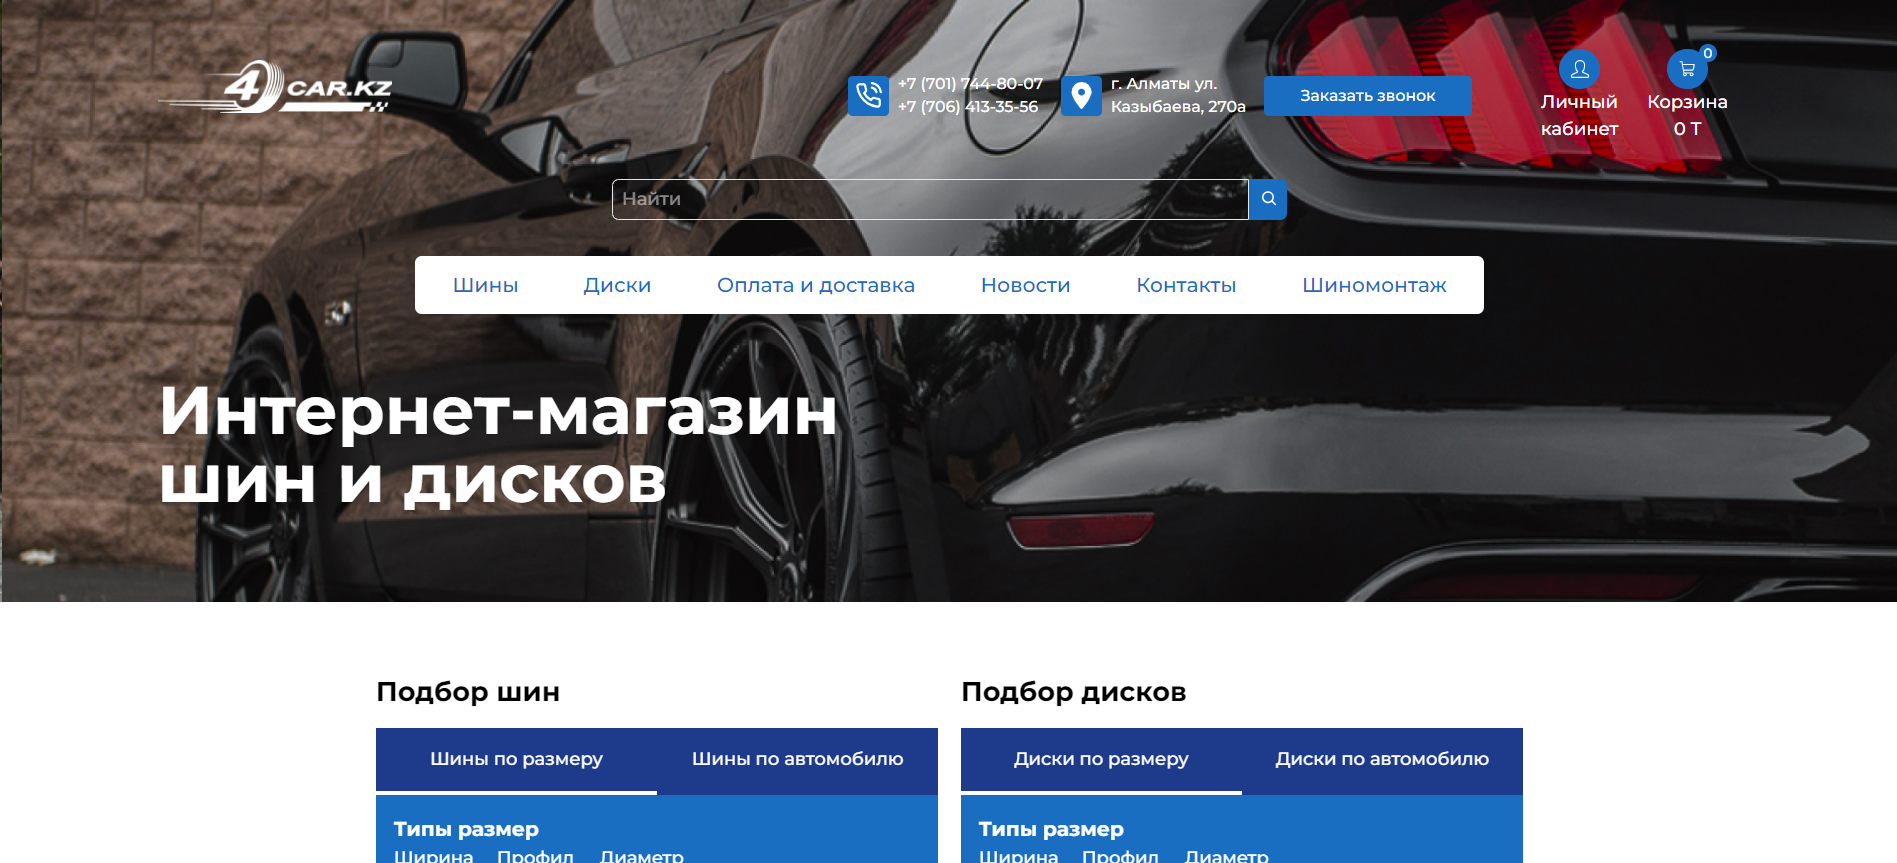 4 CAR.KZ
+7 (701) 744-80-07
+7 (706) 413-35-56
г. Алматы ул.
Казыбаева, 270а
Заказать звонок
Личный
кабинет
0
Корзина
0 Т
Найти
Шины Диски Оплата и доставка Новости Контакты Шиномонтаж
Интернет-магазин
шин и дисков
Подбор шин
Шины по размеру Шины по автомобилю
Типы размер
Ширина Профил Диаметр
Подбор дисков
Диски по размеру Диски по автомобилю
Типы размер
Ширина Профил Диаметр